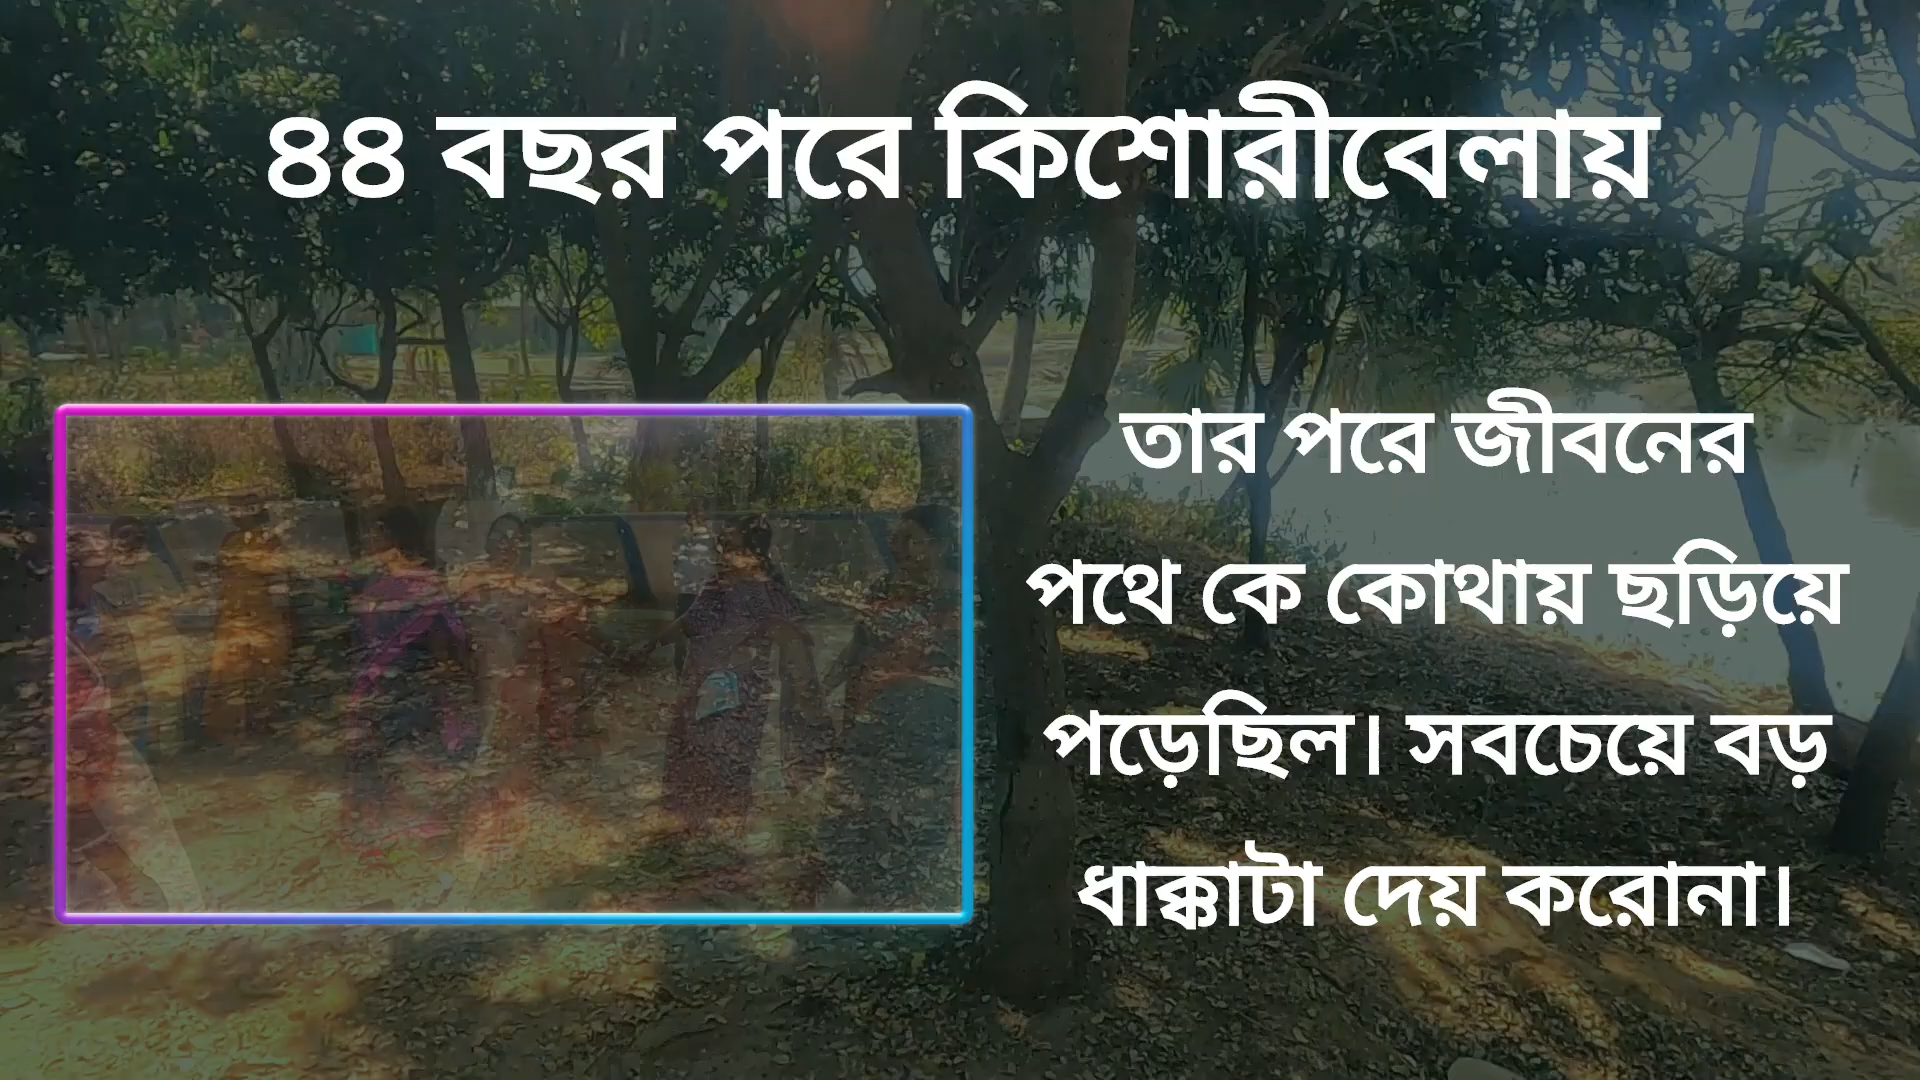 ৪৪ বছর পরে কিশোরীবেলায়
তার পরে জীবনের
পথে কে কোথায় ছড়িয়ে
পড়েছিল। সবচেয়ে বড়
ধাক্কাটা দেয় করোনা।